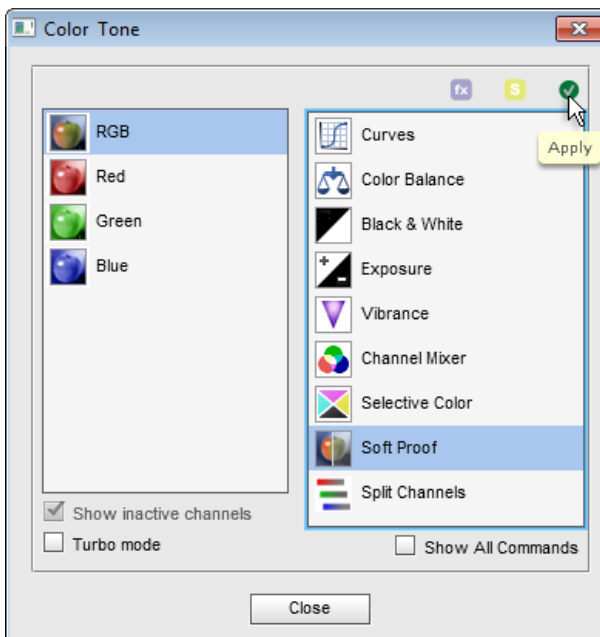 Color Tone
fx
S
Apply
RGB
Red
Green
Blue
Curves
Color Balance
Black & White
Exposure
Vibrance
Channel Mixer
Selective Color
Soft Proof
Split Channels
Show inactive channels
Turbo mode
Show All Commands
Close